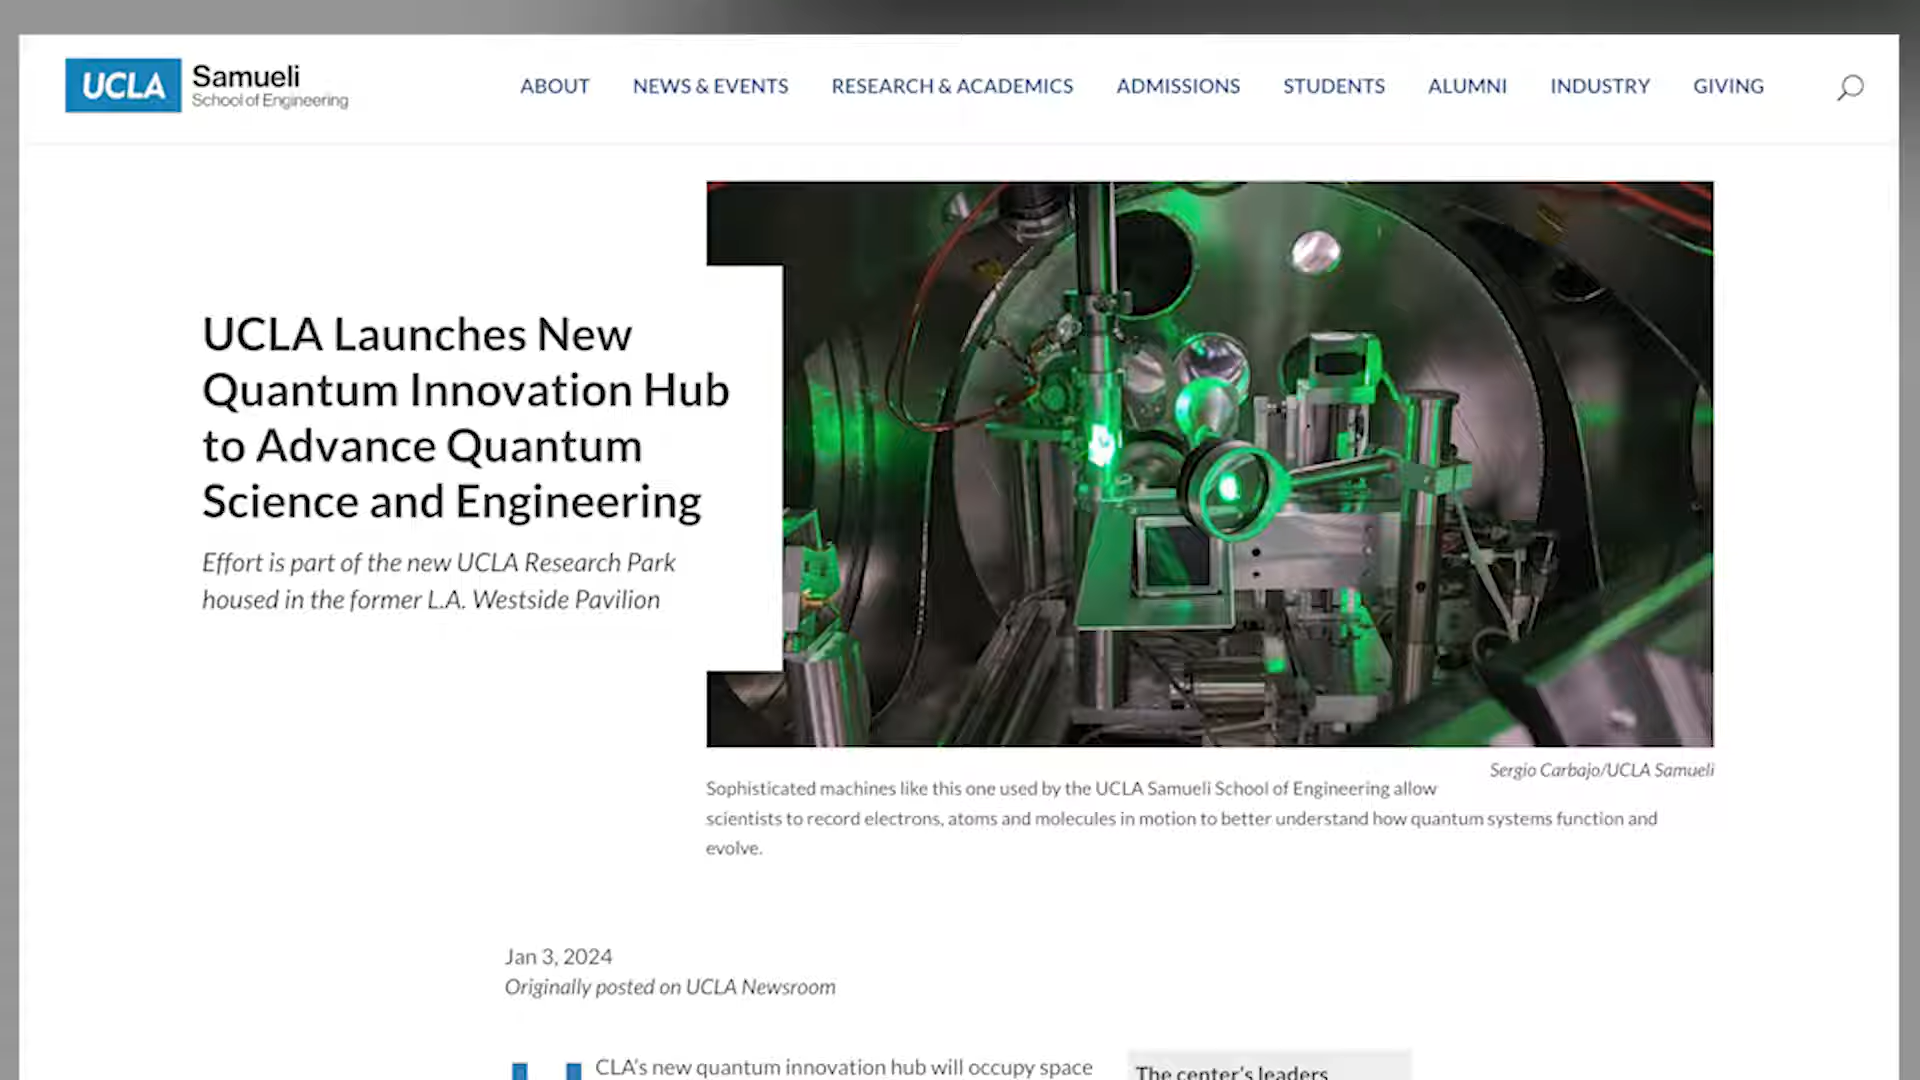 UCLA Samueli
School of Engineering
ABOUT NEWS & EVENTS RESEARCH & ACADEMICS ADMISSIONS STUDENTS ALUMNI INDUSTRY GIVING
UCLA Launches New
Quantum Innovation Hub
to Advance Quantum
Science and Engineering
Effort is part of the new UCLA Research Park
housed in the former L.A. Westside Pavilion
Sergio Carbajo/UCLA Samueli
Sophisticated machines like this one used by the UCLA Samueli School of Engineering allow
scientists to record electrons, atoms and molecules in motion to better understand how quantum systems function and
evolve.
Jan 3, 2024
Originally posted on UCLA Newsroom
UCLA's new quantum innovation hub will occupy space
The center's leaders